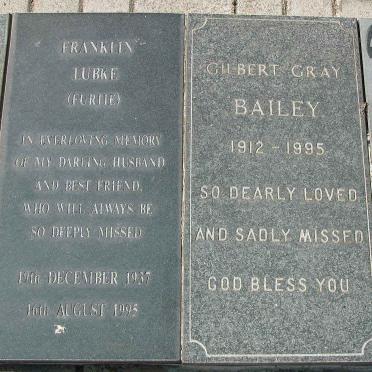 FRANKLIN
LUBKE
(FURTIE)
IN EVERLOVING MEMORY
OF MY DARLING HUSBAND
AND BEST FRIEND,
WHO WILL ALWAYS BE
SO DEEPLY MISSED
19th DECEMBER 1937
16th AUGUST 1995
GILBERT GRAY
BAILEY
1912 - 1995
SO DEARLY LOVED
AND SADLY MISSED
GOD BLESS YOU